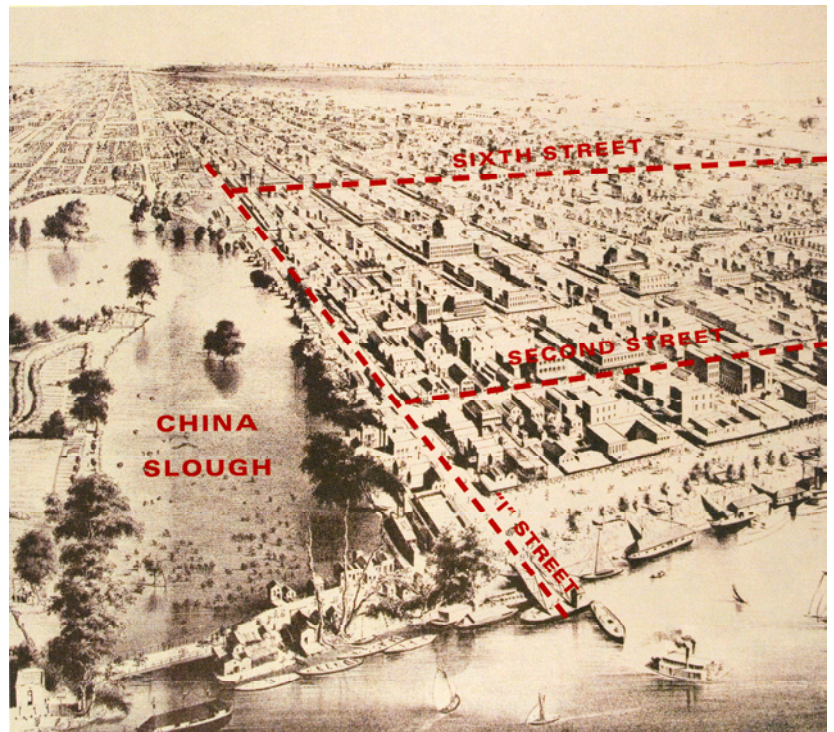 SIXTH STREET
SECOND STREET
CHINA
SLOUGH
"I" STREET